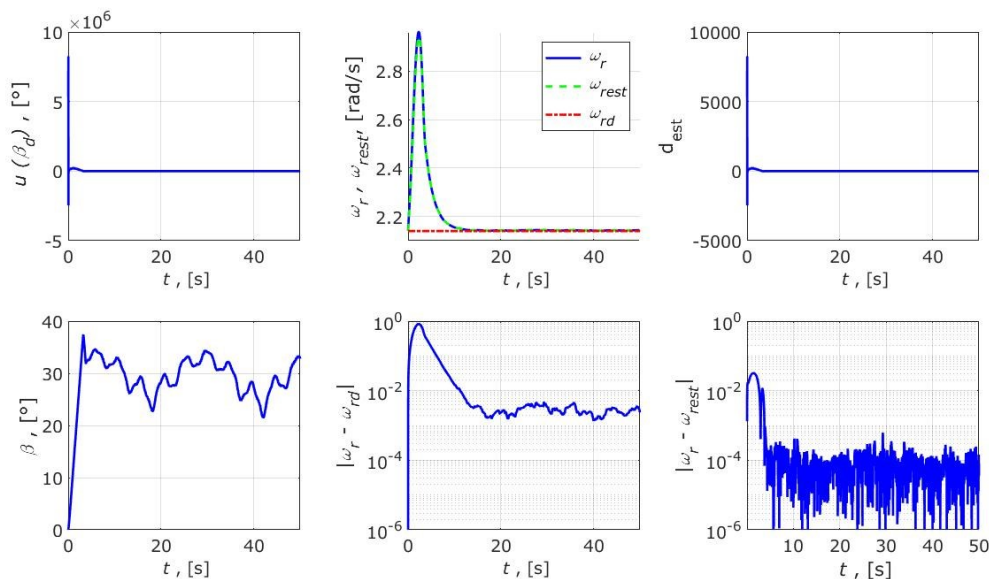 ×10⁶
10
5
0
-5
u (β_d) , [°]
0 20 40
t , [s]
2.8
2.6
2.4
2.2
ω_r , ω_rest, [rad/s]
ω_r
ω_rest
ω_rd
0 20 40
t , [s]
10000
5000
0
-5000
d_est
0 20 40
t , [s]
40
30
20
10
0
β , [°]
0 20 40
t , [s]
10⁰
10⁻²
10⁻⁴
10⁻⁶
|ω_r - ω_rd|
0 20 40
t , [s]
10⁰
10⁻²
10⁻⁴
10⁻⁶
|ω_r - ω_rest|
10 20 30 40 50
t , [s]